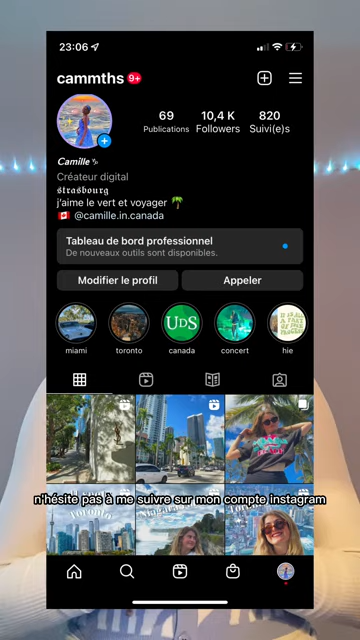 23:06
cammths 9+
69
10,4 K
820
Publications
Followers
Suivi(e)s
Camille
Créateur digital
𝔰𝔱𝔯𝔞𝔰𝔟𝔬𝔲𝔯𝔤
j'aime le vert et voyager 🌴
🇨🇦 @camille.in.canada
Tableau de bord professionnel
De nouveaux outils sont disponibles.
Modifier le profil
Appeler
UdS
miami
toronto
canada
concert
hie
n'hésite pas à me suivre sur mon compte instagram
Toronto